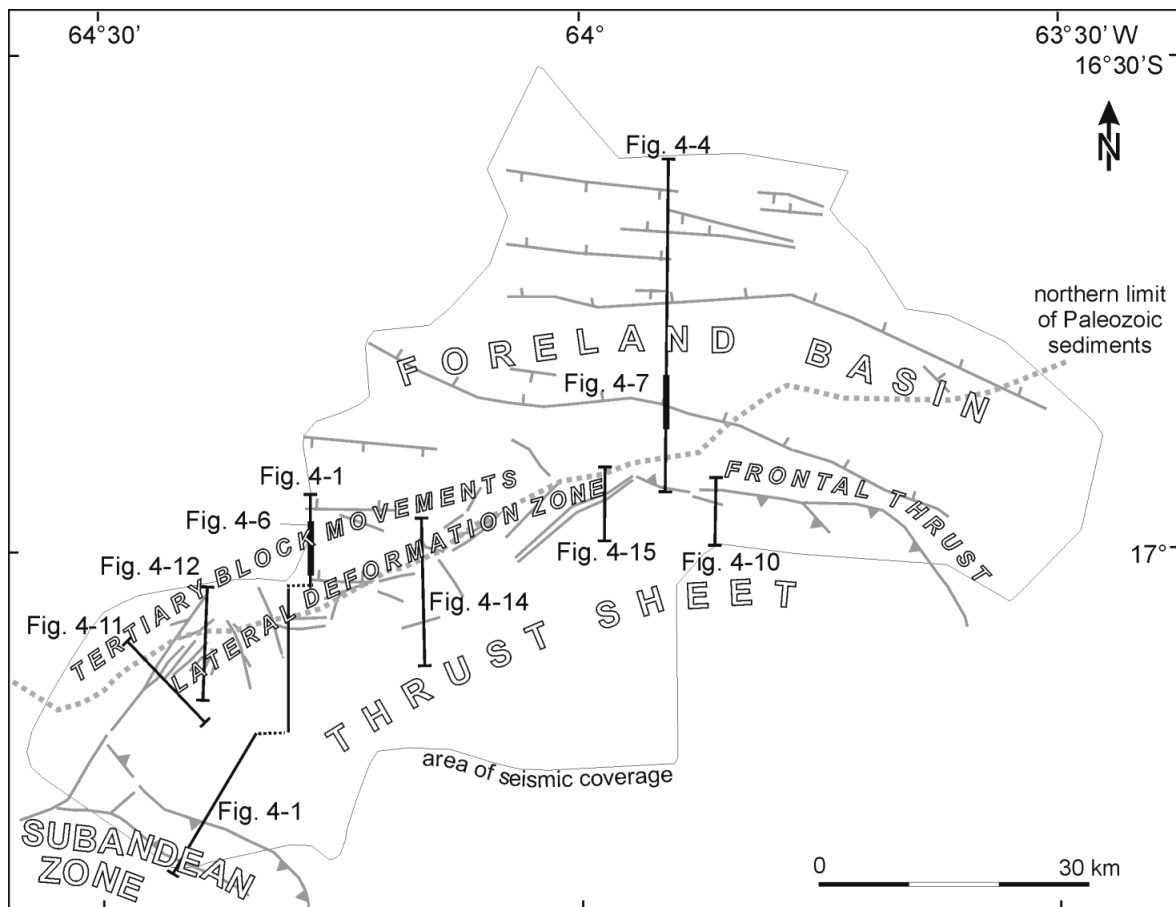 64°30'
64°
63°30' W
16°30'S
N
Fig. 4-4
northern limit
of Paleozoic
sediments
FORELAND BASIN
Fig. 4-7
Fig. 4-1
FRONTAL THRUST
TERTIARY BLOCK MOVEMENTS
Fig. 4-6
LATERAL DEFORMATION ZONE
Fig. 4-15
Fig. 4-10
17°
Fig. 4-12
Fig. 4-14
Fig. 4-11
THRUST SHEET
area of seismic coverage
Fig. 4-1
SUBANDEAN
ZONE
0
30 km